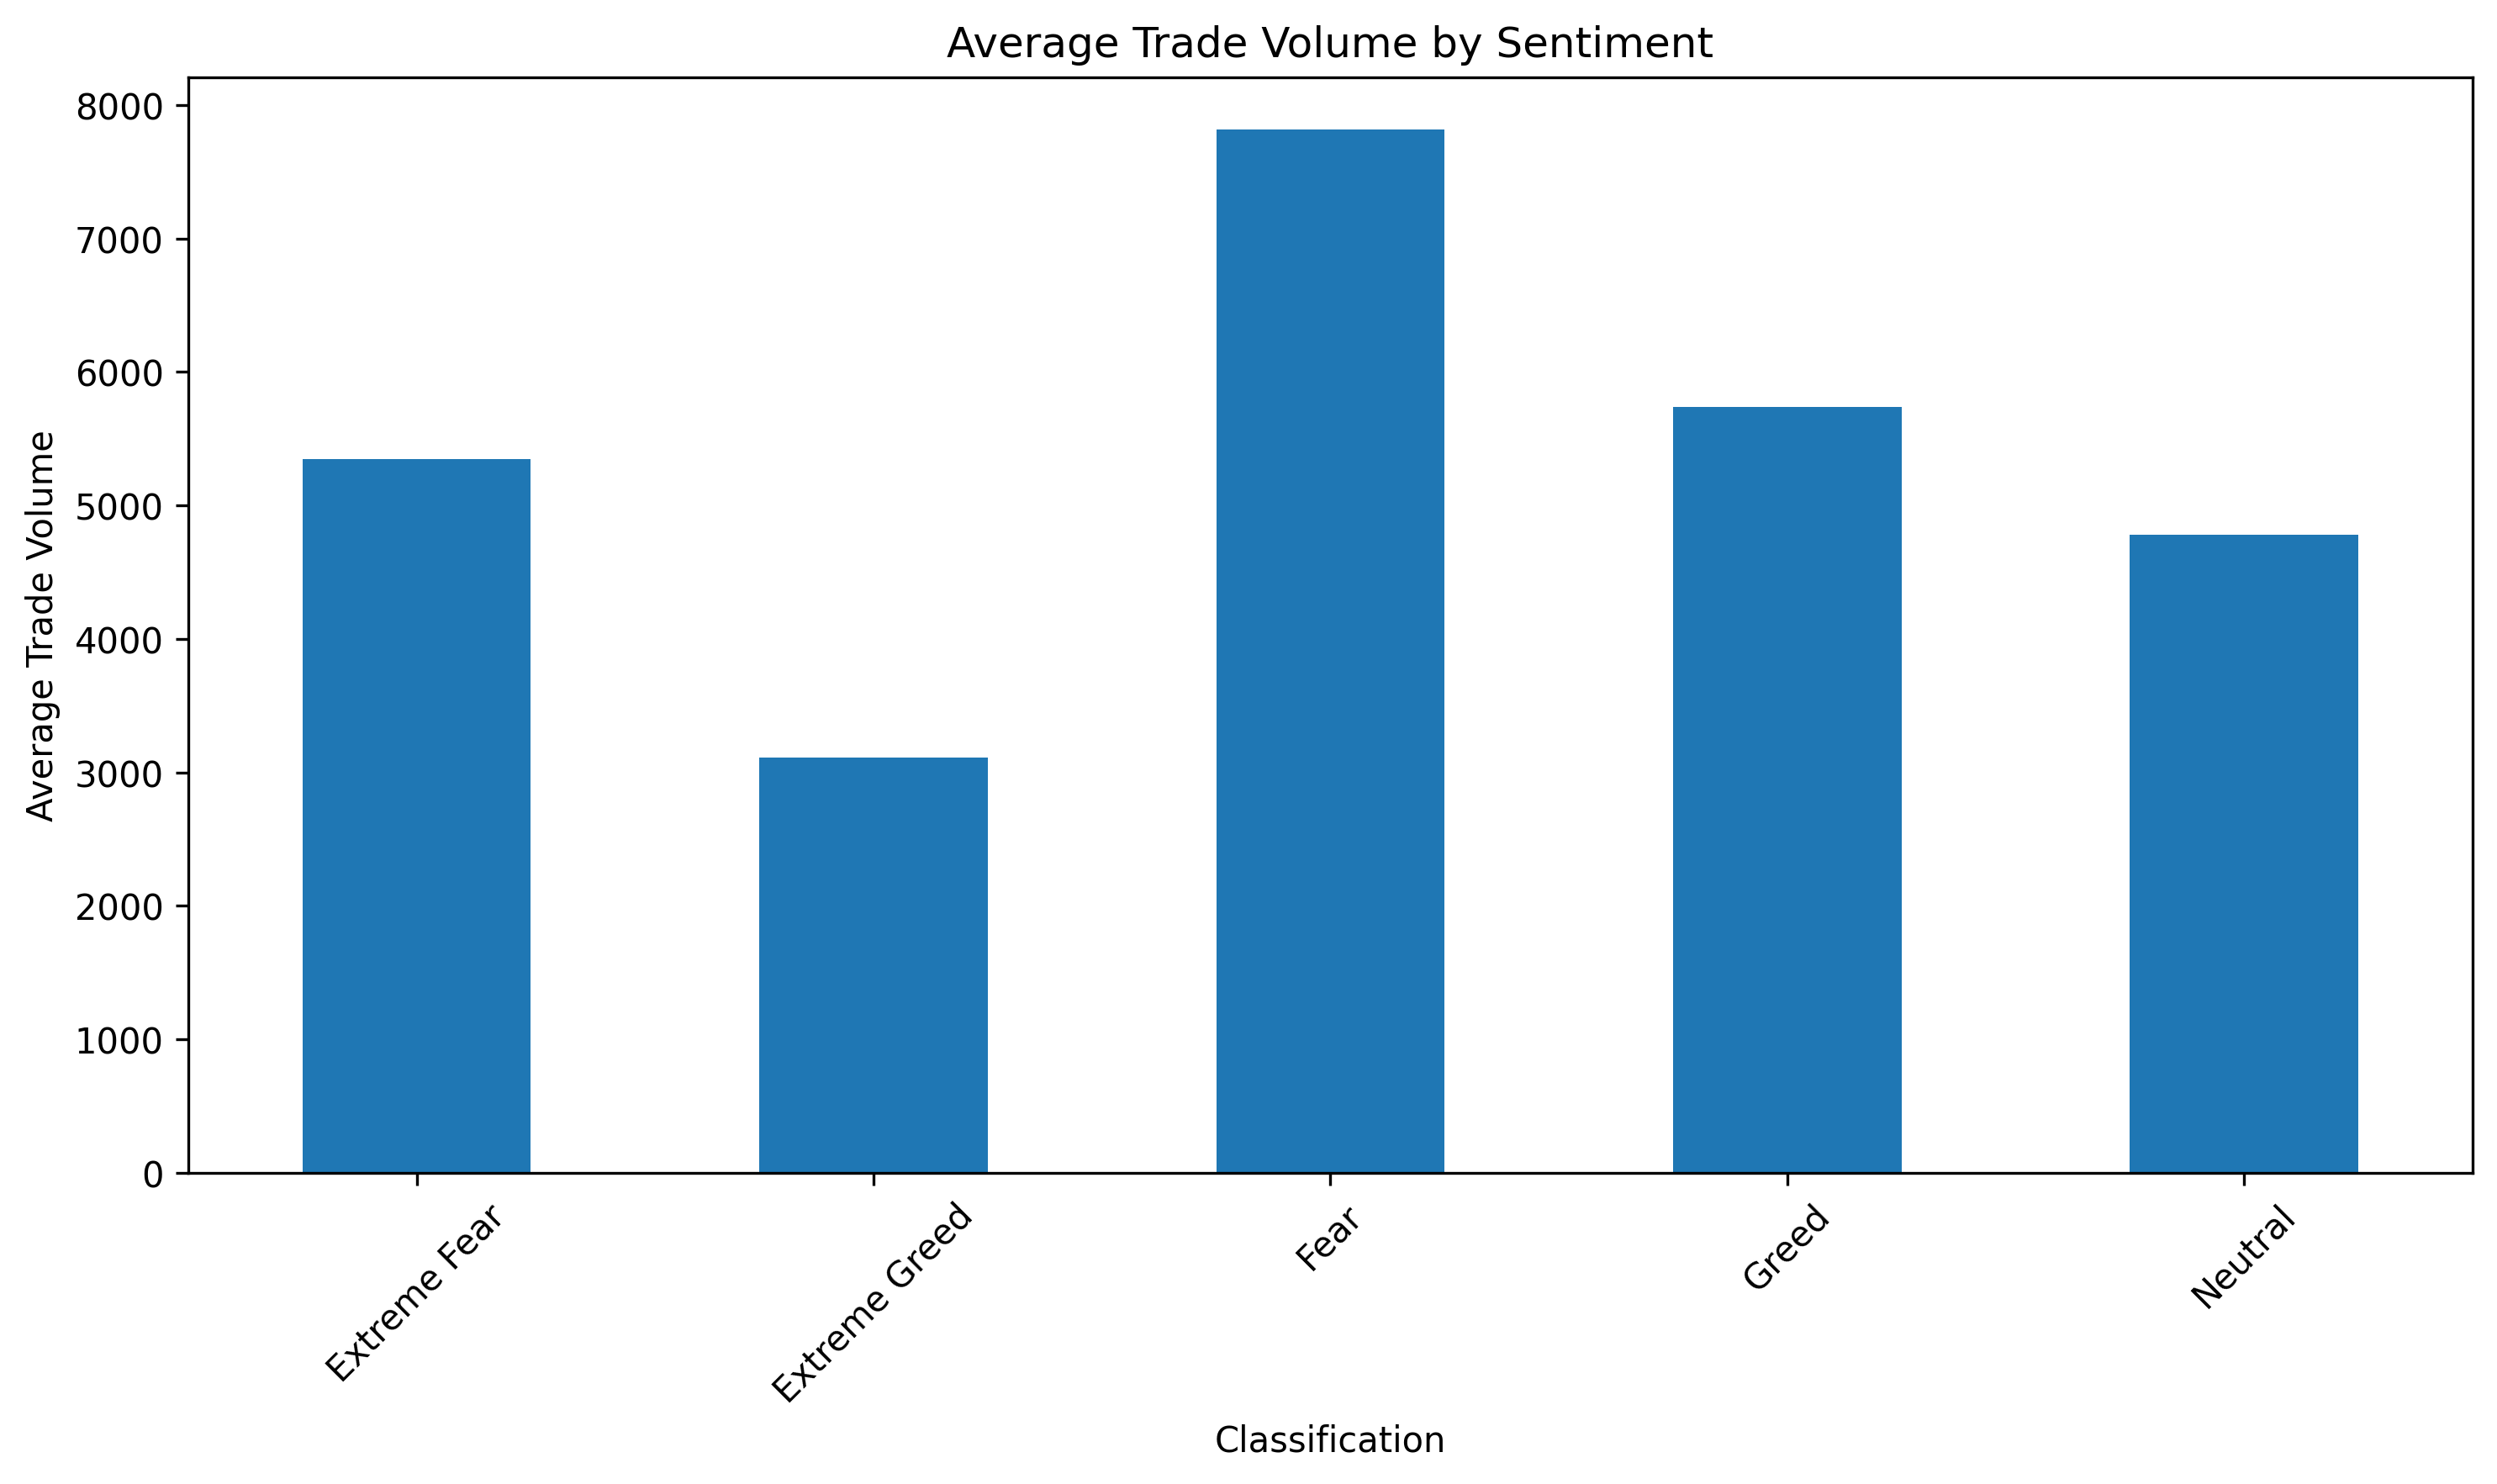 Average Trade Volume by Sentiment
Average Trade Volume
8000
7000
6000
5000
4000
3000
2000
1000
0
Extreme Fear
Extreme Greed
Fear
Greed
Neutral
Classification